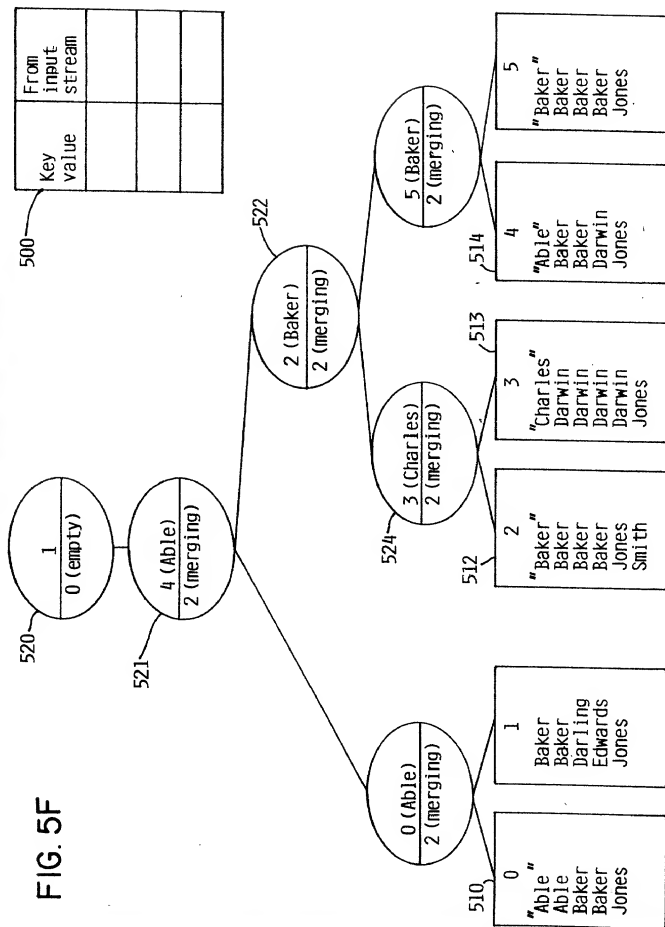 FIG. 5F
500
Key value
From input stream
520
1
0 (empty)
521
4 (Able)
2 (merging)
522
2 (Baker)
2 (merging)
0 (Able)
2 (merging)
524
3 (Charles)
2 (merging)
5 (Baker)
2 (merging)
510
0
"Able"
Able
Baker
Baker
Jones
1
Baker
Baker
Darling
Edwards
Jones
512
2
"Baker"
Baker
Baker
Baker
Jones
Smith
513
3
"Charles"
Darwin
Darwin
Darwin
Jones
514
4
"Able"
Baker
Baker
Darwin
Jones
5
"Baker"
Baker
Baker
Baker
Jones